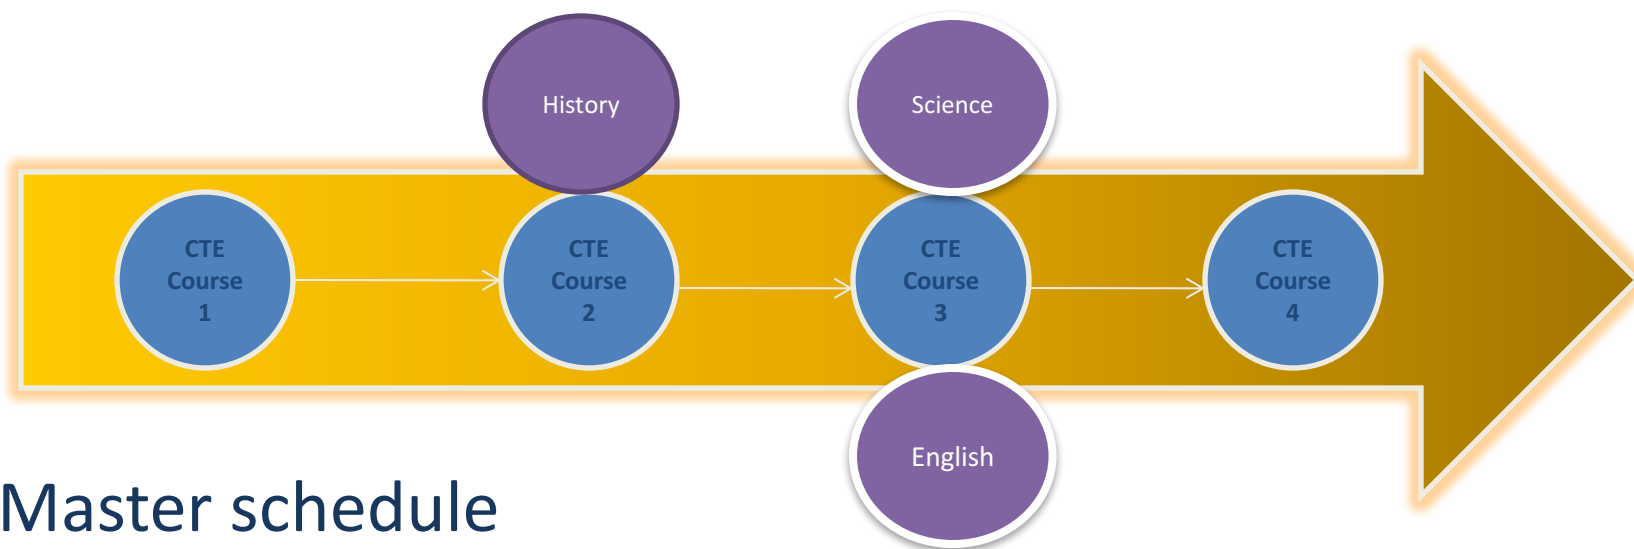 History
Science
CTE
Course
1
CTE
Course
2
CTE
Course
3
CTE
Course
4
English
Master schedule